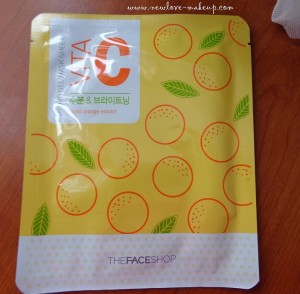 www.newlove-makeup.com
VITA
C
수분 & 브라이트닝
THEFACESHOP